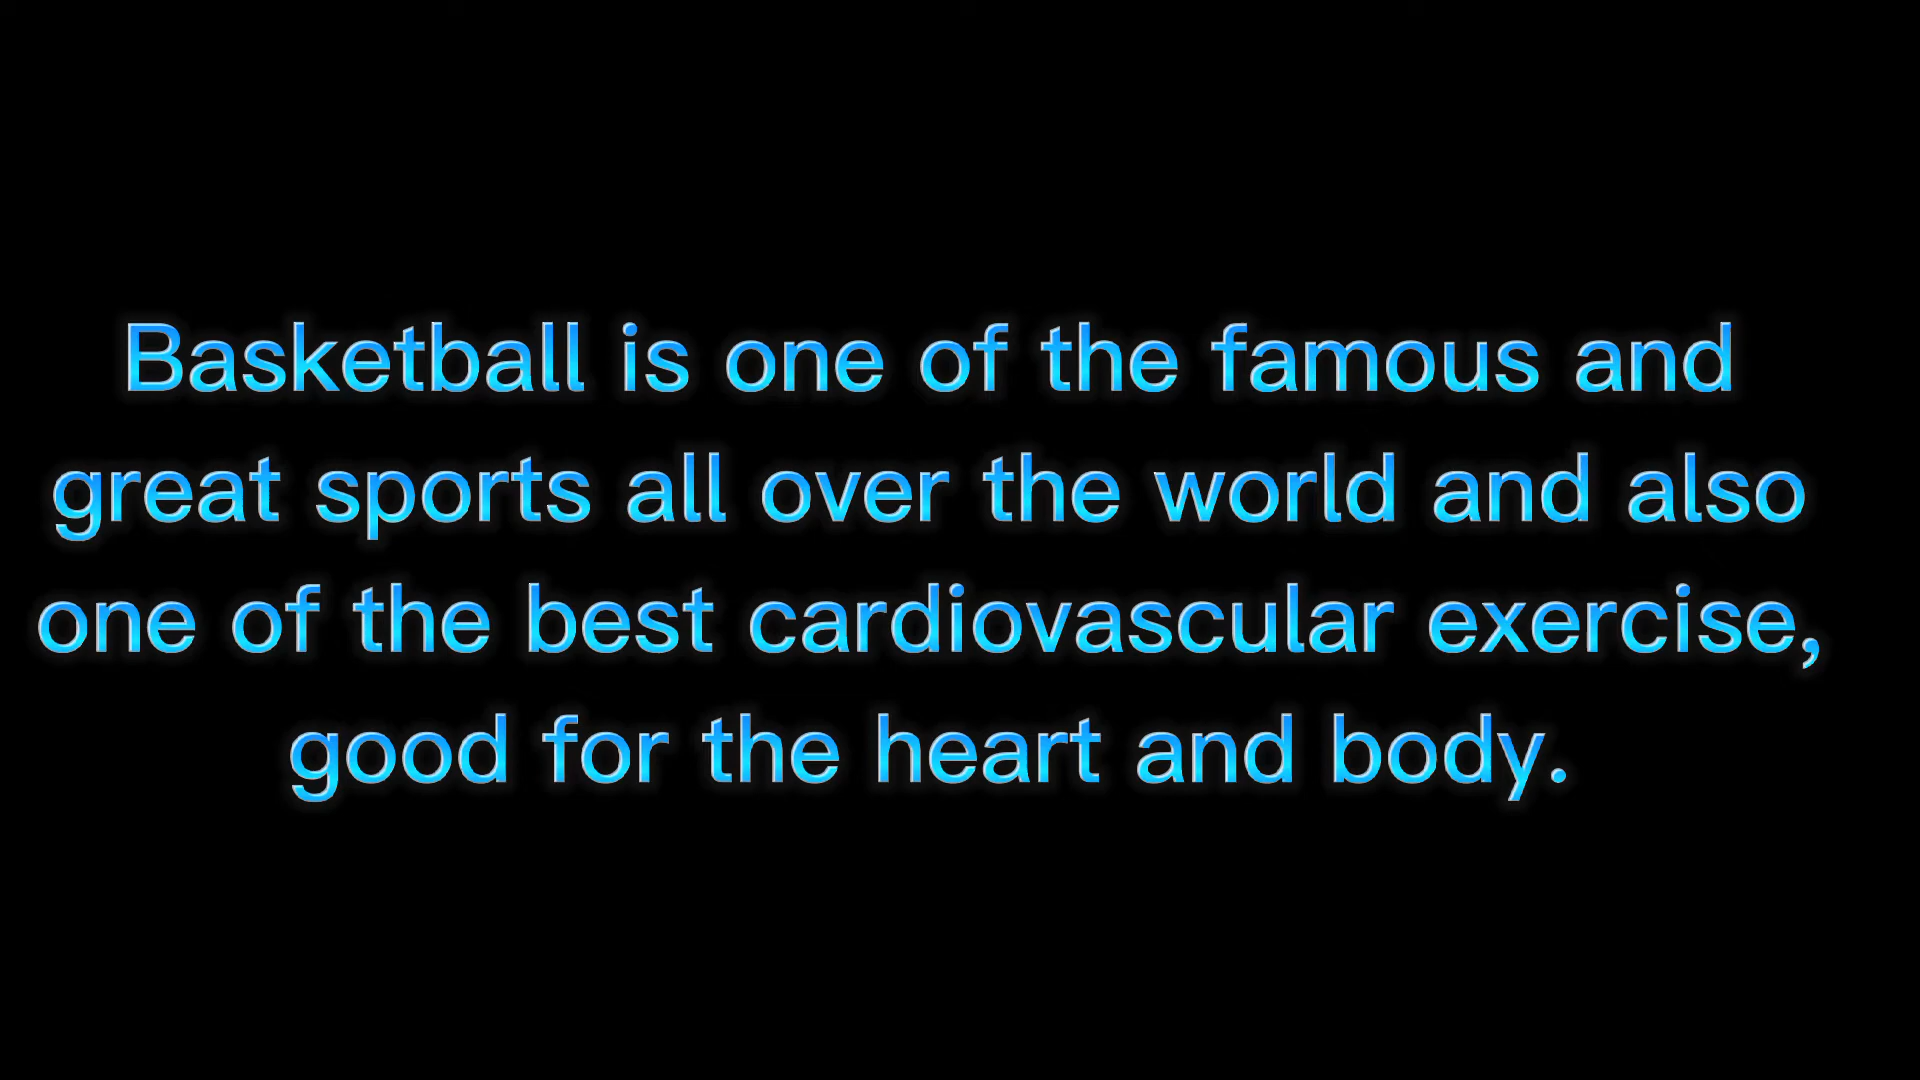 Basketball is one of the famous and
great sports all over the world and also
one of the best cardiovascular exercise,
good for the heart and body.